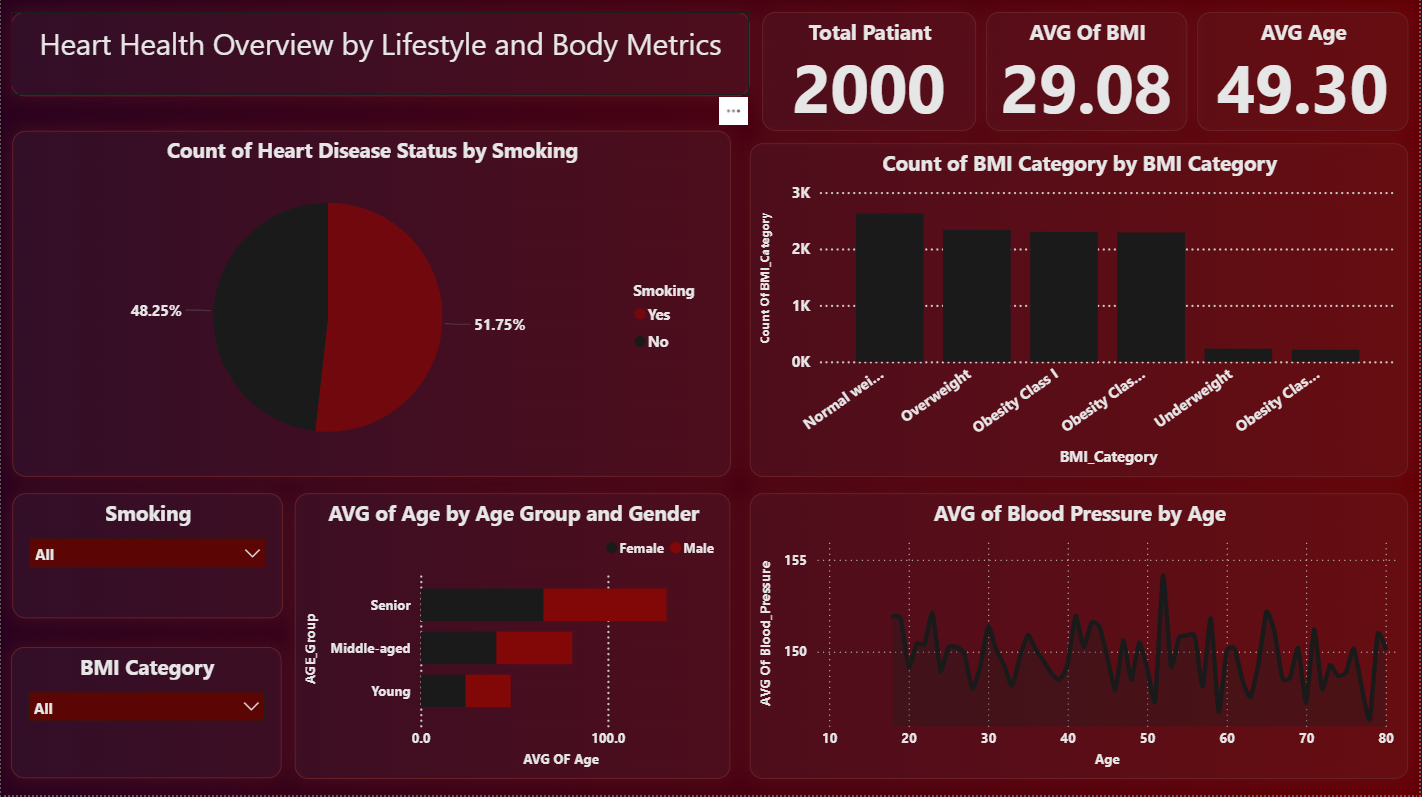 Heart Health Overview by Lifestyle and Body Metrics
Total Patiant
2000
AVG Of BMI
29.08
AVG Age
49.30
Count of Heart Disease Status by Smoking
48.25%
51.75%
Smoking
Yes
No
Count of BMI Category by BMI Category
Count Of BMI_Category
3K
2K
1K
0K
Normal wei...
Overweight
Obesity Class I
Obesity Clas...
Underweight
Obesity Clas...
BMI_Category
Smoking
All
BMI Category
All
AVG of Age by Age Group and Gender
Female
Male
AGE_Group
Senior
Middle-aged
Young
0.0
100.0
AVG OF Age
AVG of Blood Pressure by Age
AVG Of Blood_Pressure
155
150
10
20
30
40
50
60
70
80
Age